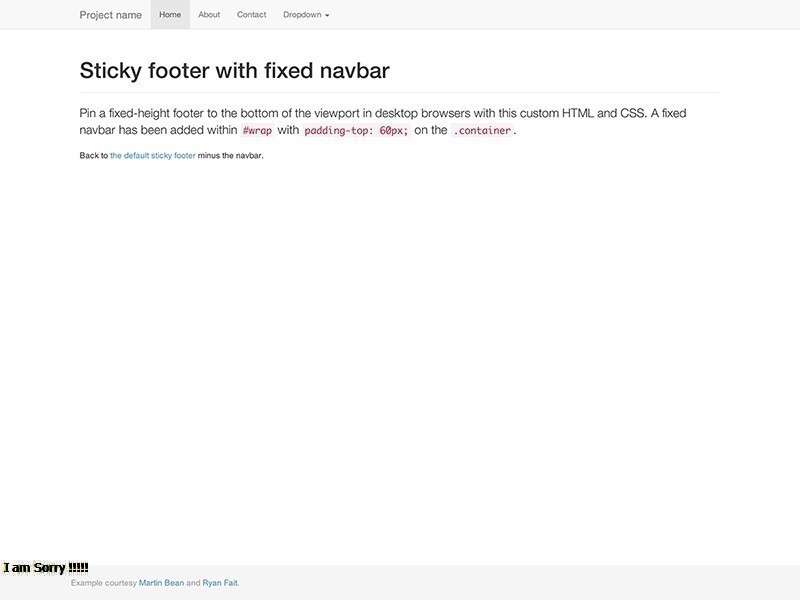 Project name Home About Contact Dropdown
Sticky footer with fixed navbar
Pin a fixed-height footer to the bottom of the viewport in desktop browsers with this custom HTML and CSS. A fixed
navbar has been added within #wrap with padding-top: 60px; on the .container.
Back to the default sticky footer minus the navbar.
I am Sorry !!!!!
Example courtesy Martin Bean and Ryan Fait.